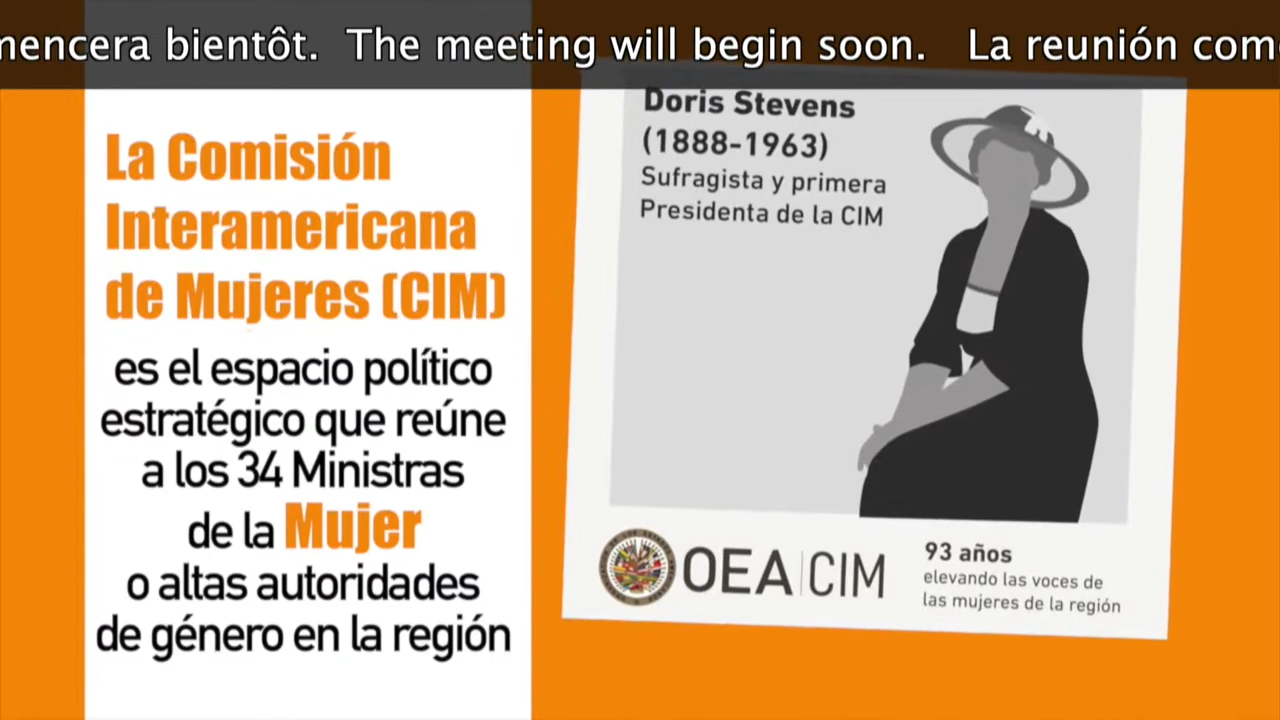 mencera bientôt. The meeting will begin soon. La reunión com
La Comisión
Interamericana
de Mujeres (CIM)
es el espacio político
estratégico que reúne
a los 34 Ministras
de la Mujer
o altas autoridades
de género en la región
Doris Stevens
(1888-1963)
Sufragista y primera
Presidenta de la CIM
OEA CIM
93 años
elevando las voces de
las mujeres de la región